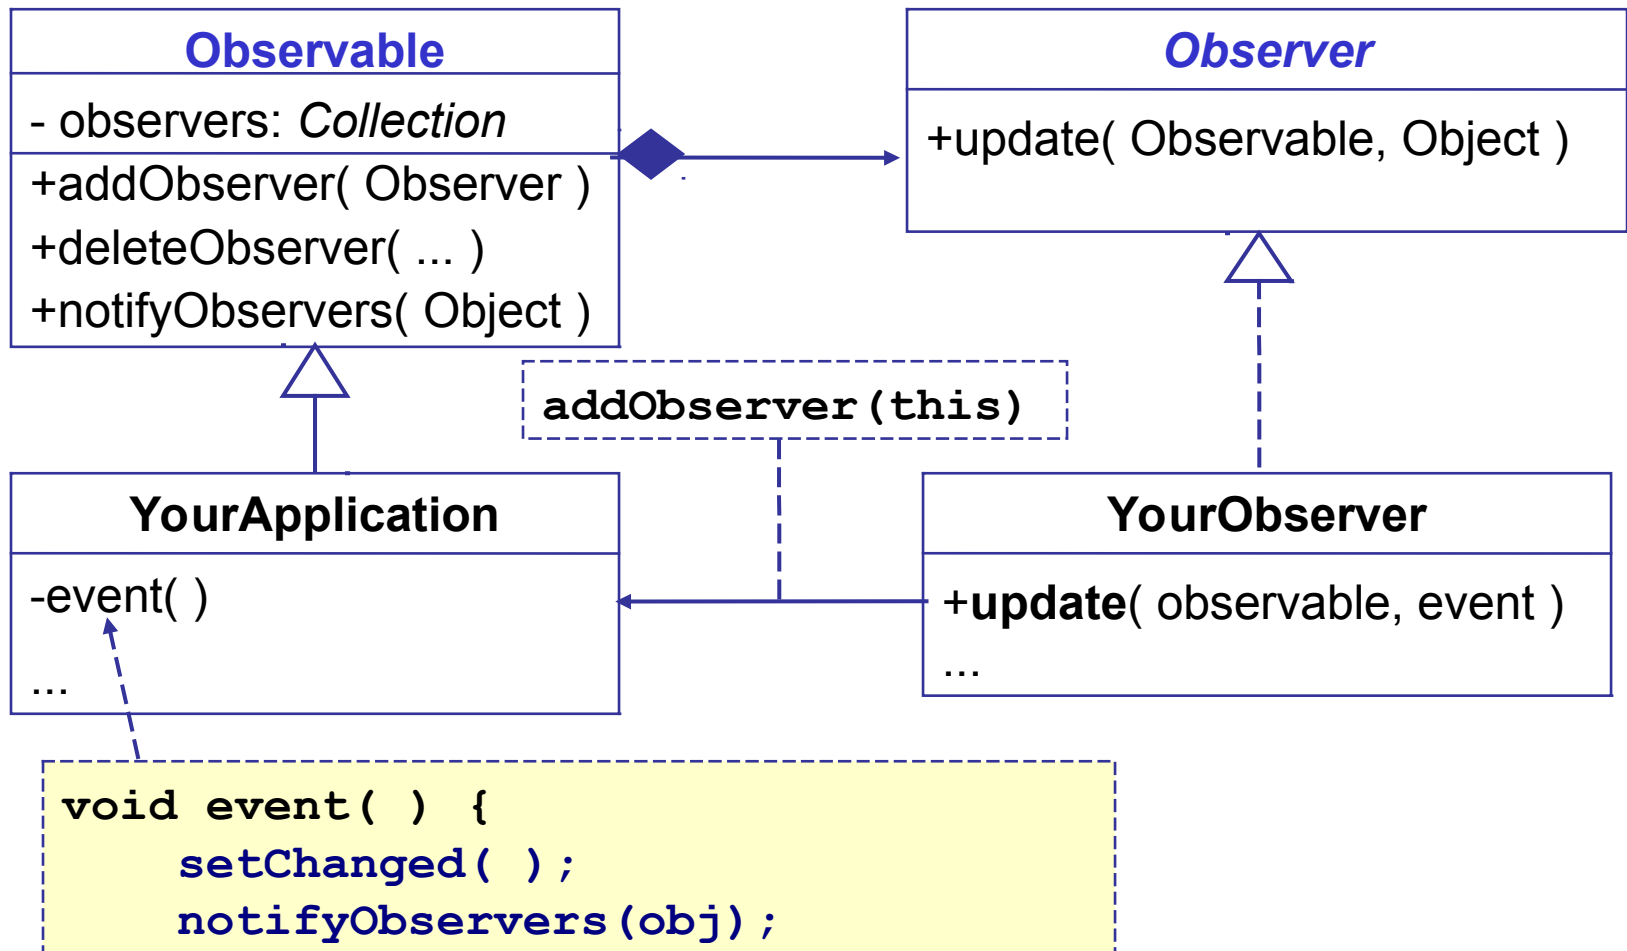 Observable
- observers: Collection
+addObserver( Observer )
+deleteObserver( ... )
+notifyObservers( Object )
Observer
+update( Observable, Object )
addObserver(this)
YourApplication
-event( )
...
YourObserver
+update( observable, event )
...
void event( ) {
setChanged( );
notifyObservers(obj);